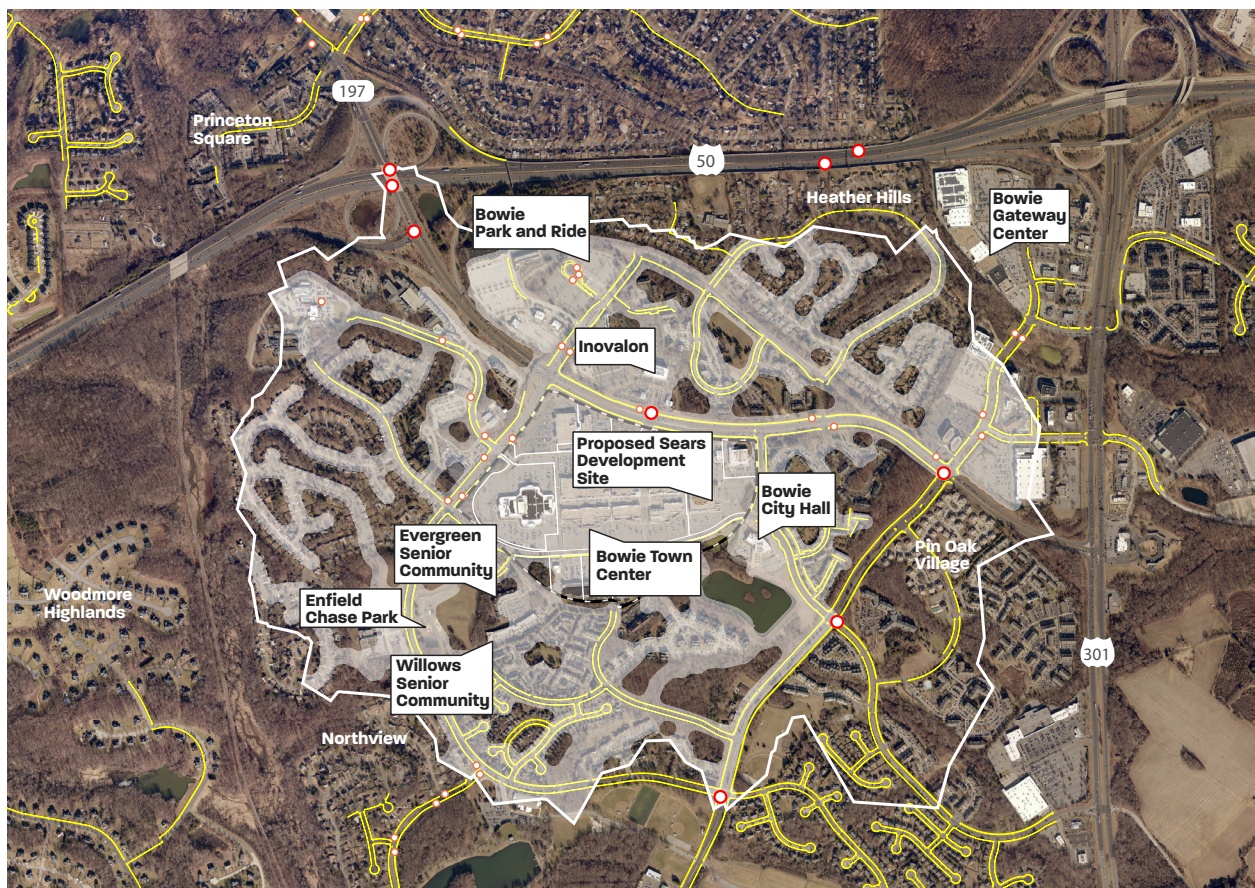 197
Princeton
Square
50
Heather Hills
Bowie
Gateway
Center
Bowie
Park and Ride
Inovalon
Proposed Sears
Development
Site
Bowie
City Hall
Evergreen
Senior
Community
Bowie Town
Center
Pin Oak
Village
Woodmore
Highlands
Enfield
Chase Park
301
Willows
Senior
Community
Northview